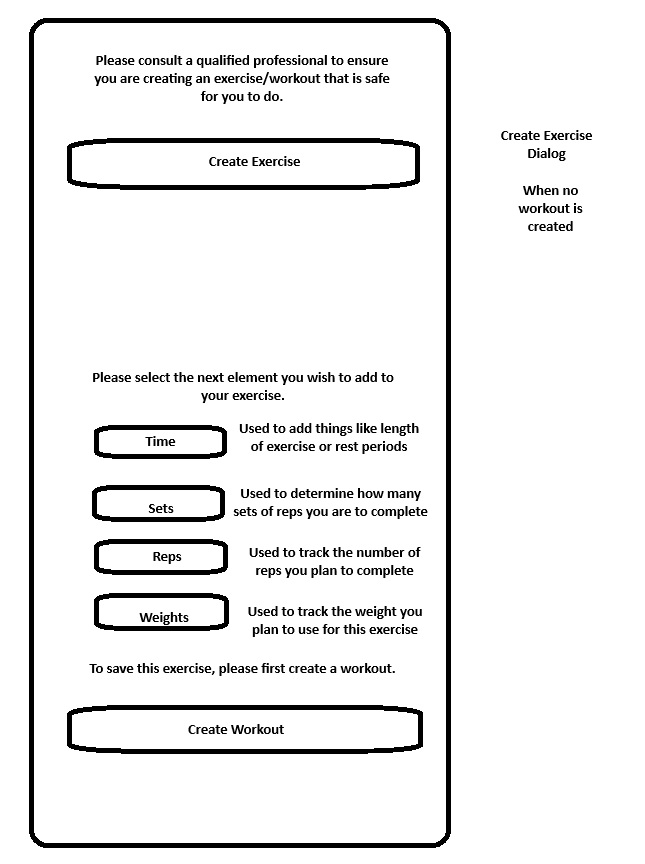 Please consult a qualified professional to ensure
you are creating an exercise/workout that is safe
for you to do.
Create Exercise
Create Exercise
Dialog
When no
workout is
created
Please select the next element you wish to add to
your exercise.
Time
Used to add things like length
of exercise or rest periods
Sets
Used to determine how many
sets of reps you are to complete
Reps
Used to track the number of
reps you plan to complete
Weights
Used to track the weight you
plan to use for this exercise
To save this exercise, please first create a workout.
Create Workout